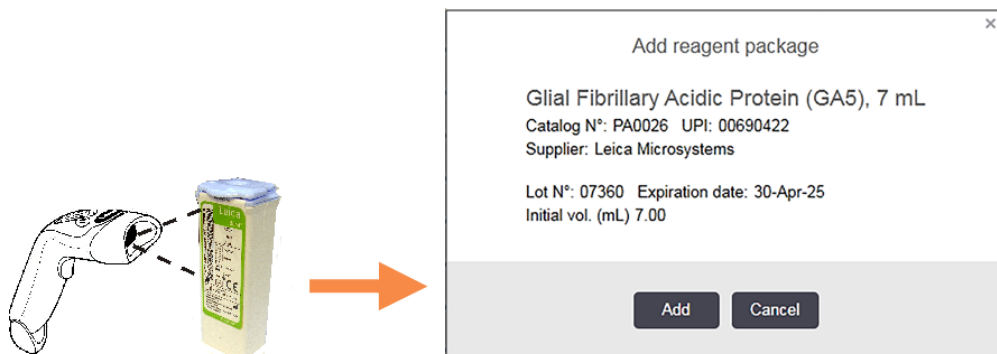 Leica
Add reagent package
×
Glial Fibrillary Acidic Protein (GA5), 7 mL
Catalog N°: PA0026 UPI: 00690422
Supplier: Leica Microsystems
Lot N°: 07360 Expiration date: 30-Apr-25
Initial vol. (mL) 7.00
Add
Cancel